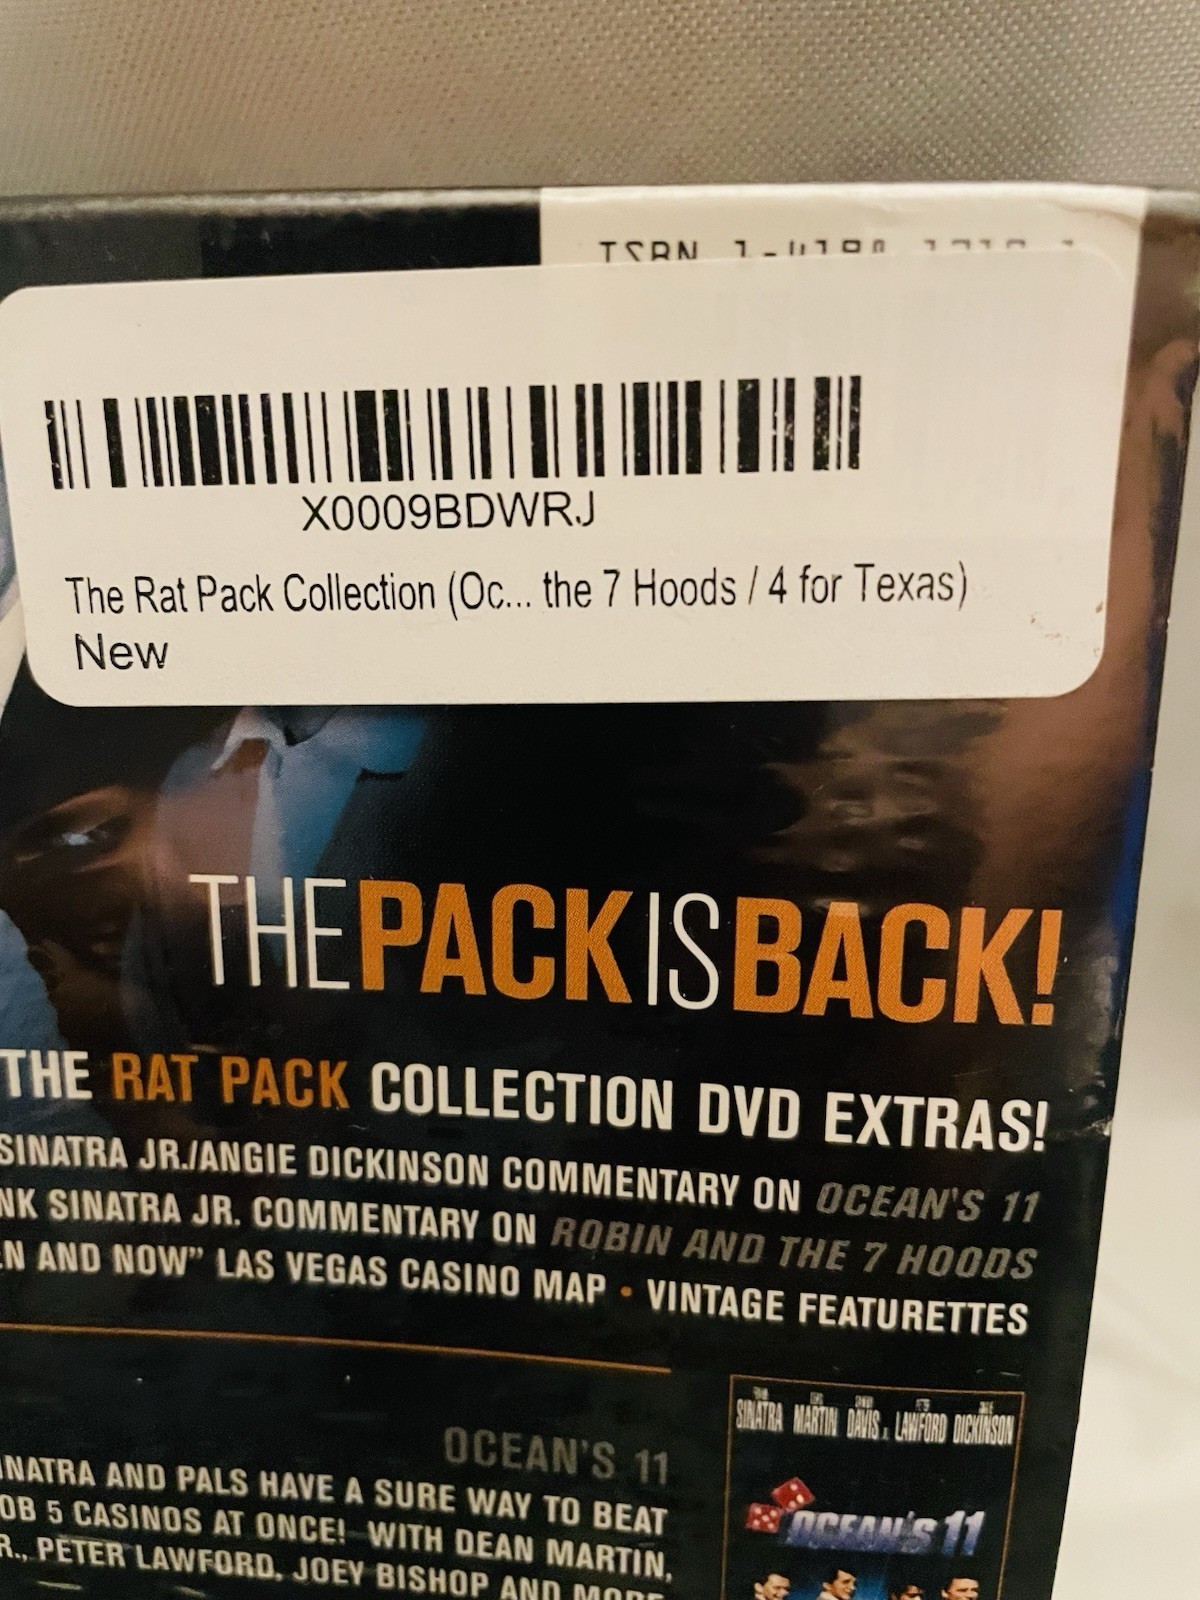 ISBN
X0009BDWRJ
The Rat Pack Collection (Oc... the 7 Hoods / 4 for Texas)
New
THE PACK IS BACK!
THE RAT PACK COLLECTION DVD EXTRAS!
SINATRA JR./ANGIE DICKINSON COMMENTARY ON OCEAN'S 11
NK SINATRA JR. COMMENTARY ON ROBIN AND THE 7 HOODS
EN AND NOW" LAS VEGAS CASINO MAP • VINTAGE FEATURETTES
OCEAN'S 11
INATRA AND PALS HAVE A SURE WAY TO BEAT
OB 5 CASINOS AT ONCE! WITH DEAN MARTIN,
R., PETER LAWFORD, JOEY BISHOP AND MORE
SINATRA MARTIN DAVIS JR. LAWFORD DICKINSON
OCEAN'S 11